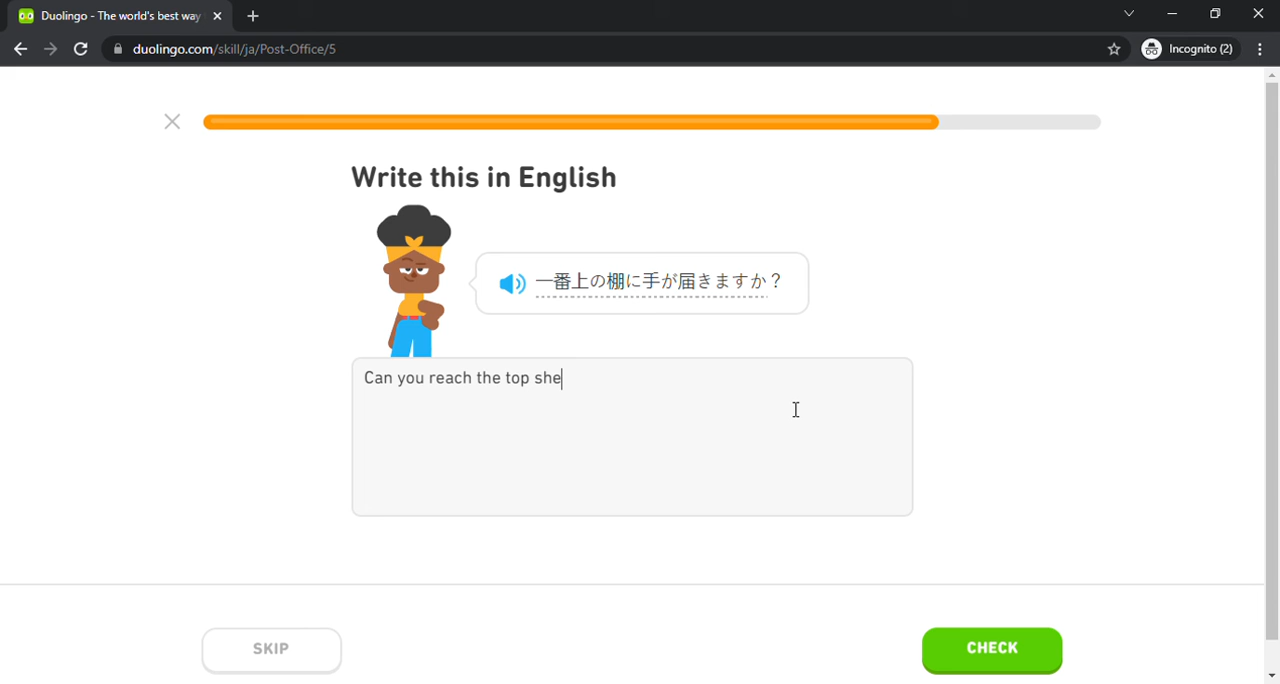 Duolingo - The world's best way
duolingo.com/skill/ja/Post-Office/5
Incognito (2)
Write this in English
一番上の棚に手が届きますか？
Can you reach the top she
SKIP
CHECK